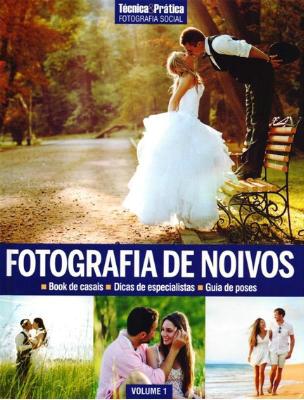 Técnica&Prática
FOTOGRAFIA SOCIAL
FOTOGRAFIA DE NOIVOS
Book de casais Dicas de especialistas Guia de poses
VOLUME 1